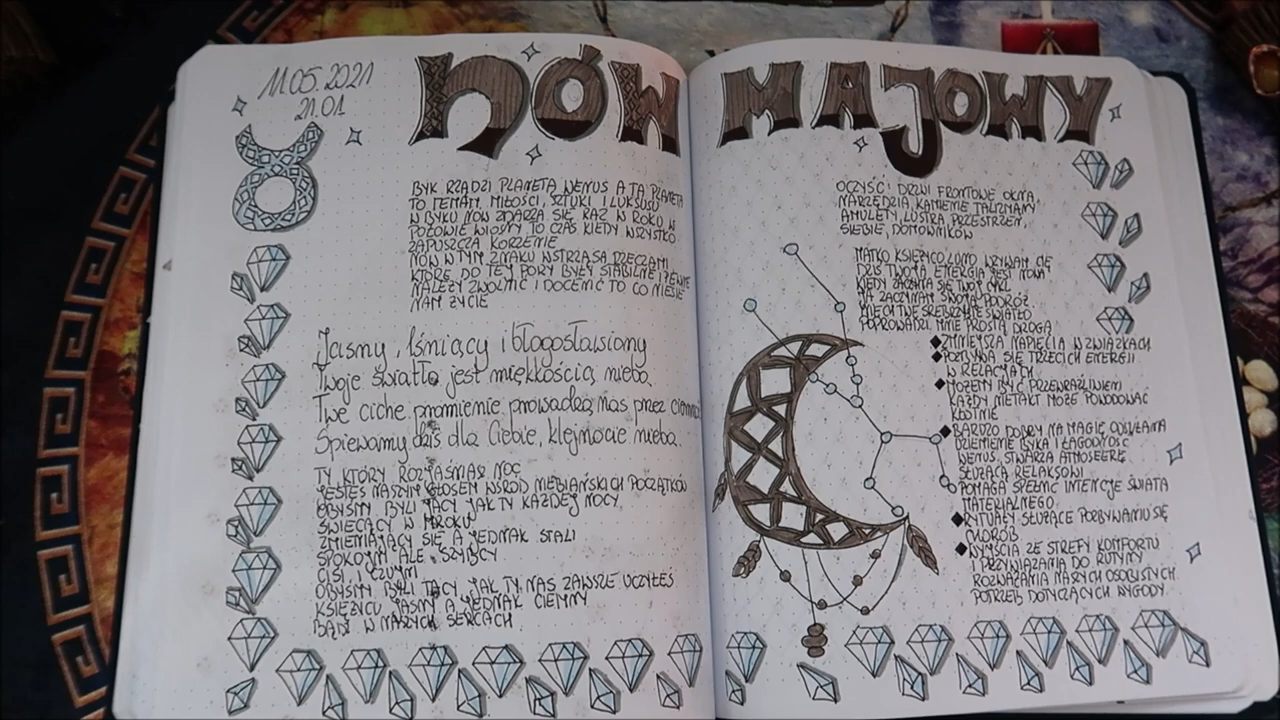 11.05.2021
21.01
NÓW MAJOWY
BYK RZĄDZI PLANETA WENUS A TA PLANETA
TO TEMAT MIŁOŚCI, SZTUKI I LUKSUSU
W BYKU NÓW ZDARZA SIĘ RAZ W ROKU, W
POŁOWIE WIOSNY TO CZAS KIEDY WSZYSTKO
ZAPUSZCZA KORZENIE
NÓW W TYM ZNAKU WSTRZĄSA RZECZAMI
KTÓRE DO TEJ PORY BYŁY STABILNE I PEWNE
NALEŻY ZWOLNIĆ I DOCENIĆ TO CO NIESIE
NAM ŻYCIE
Jasny, lśniący i błogosławiony
Twoje światło jest miękkością nieba.
Twe ciche promienie prowadzą nas przez ciemność
Śpiewamy dziś dla Ciebie, klejnocie nieba.
TY KTÓRY ROZJAŚNIASZ NOC
JESTEŚ NASZYM GŁOSEM WŚRÓD NIEBIAŃSKICH POCZĄTKÓW
OBYŚMY BYLI TACY JAK TY KAŻDEJ NOCY
ŚWIECĄCY W MROKU
ZMIENIAJĄCY SIĘ A JEDNAK STALI
SPOKOJNI ALE SZYBCY
CISI I CZUJNI
OBYŚMY BYLI TACY JAK TY, NAS ZAWSZE UCZYŁEŚ
KSIĘŻYCU JASNY A JEDNAK CIEMNY
BĄDŹ W NASZYCH SERCACH
OCZYŚĆ: DRZWI FRONTOWE OKNA,
NARZĘDZIA, KAMIENIE TALIZMANY
AMULETY, LUSTRA, PRZESTRZEŃ,
SIEBIE, DOMOWNIKÓW
MATKO KSIĘŻYCO, LUNO WZYWAM CIĘ
DZIŚ TWOJA ENERGIA JEST NOWA
KIEDY ZACZYNA SIĘ TWÓJ CYKL
JA ZACZYNAM SWOJĄ PODRÓŻ
NIECH TWE SREBRZYSTE ŚWIATŁO
POPROWADZI MNIE PROSTĄ DROGĄ
ZMNIEJSZA NAPIĘCIA W ZWIĄZKACH
POZBYWA SIĘ TRZECICH ENERGII
W RELACJACH
MOŻEMY BYĆ PRZEWRAŻLIWIENI
KAŻDY NIETAKT MOŻE POWODOWAĆ
KŁÓTNIE
BARDZO DOBRY NA MAGIĘ ODSYŁANIA
UZIEMIENIE BYKA I ŁAGODNOŚĆ
WENUS, STWARZA ATMOSFERĘ
SŁUŻĄCĄ RELAKSOWI
POMAGA SPEŁNIĆ INTENCJE ŚWIATA
MATERIALNEGO
RYTUAŁY SŁUŻĄCE POZBYWANIU SIĘ
CHORÓB
WYJŚCIA ZE STREFY KOMFORTU
I PRZYWIĄZANIA DO RUTYNY
ROZWAŻANIA NASZYCH OSOBISTYCH
POTRZEB DOTYCZĄCYCH WYGODY